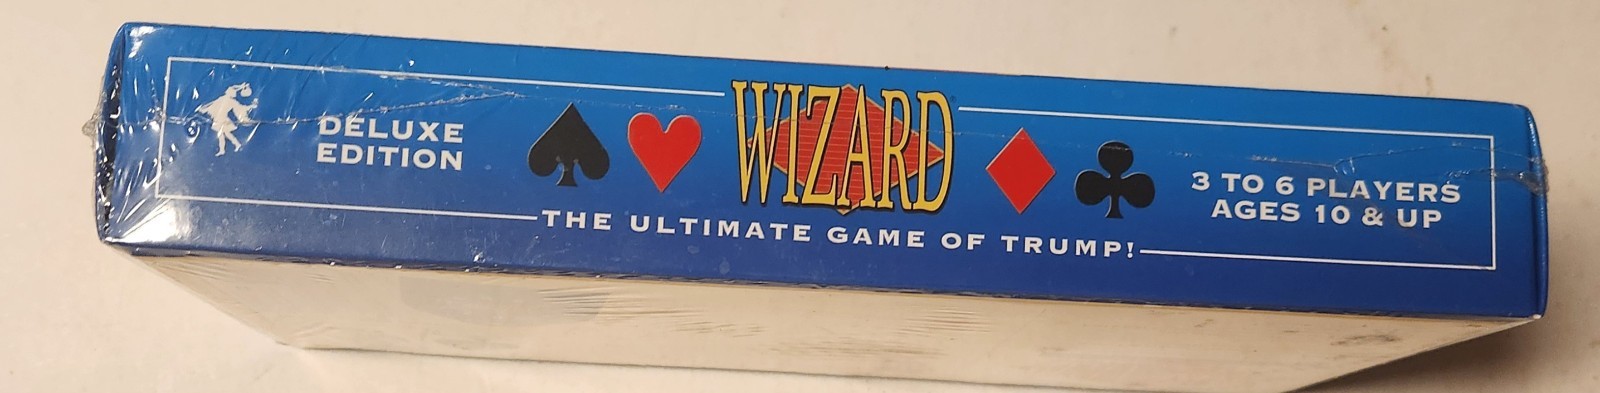 DELUXE
EDITION
WIZARD
THE ULTIMATE GAME OF TRUMP!
3 TO 6 PLAYERS
AGES 10 & UP